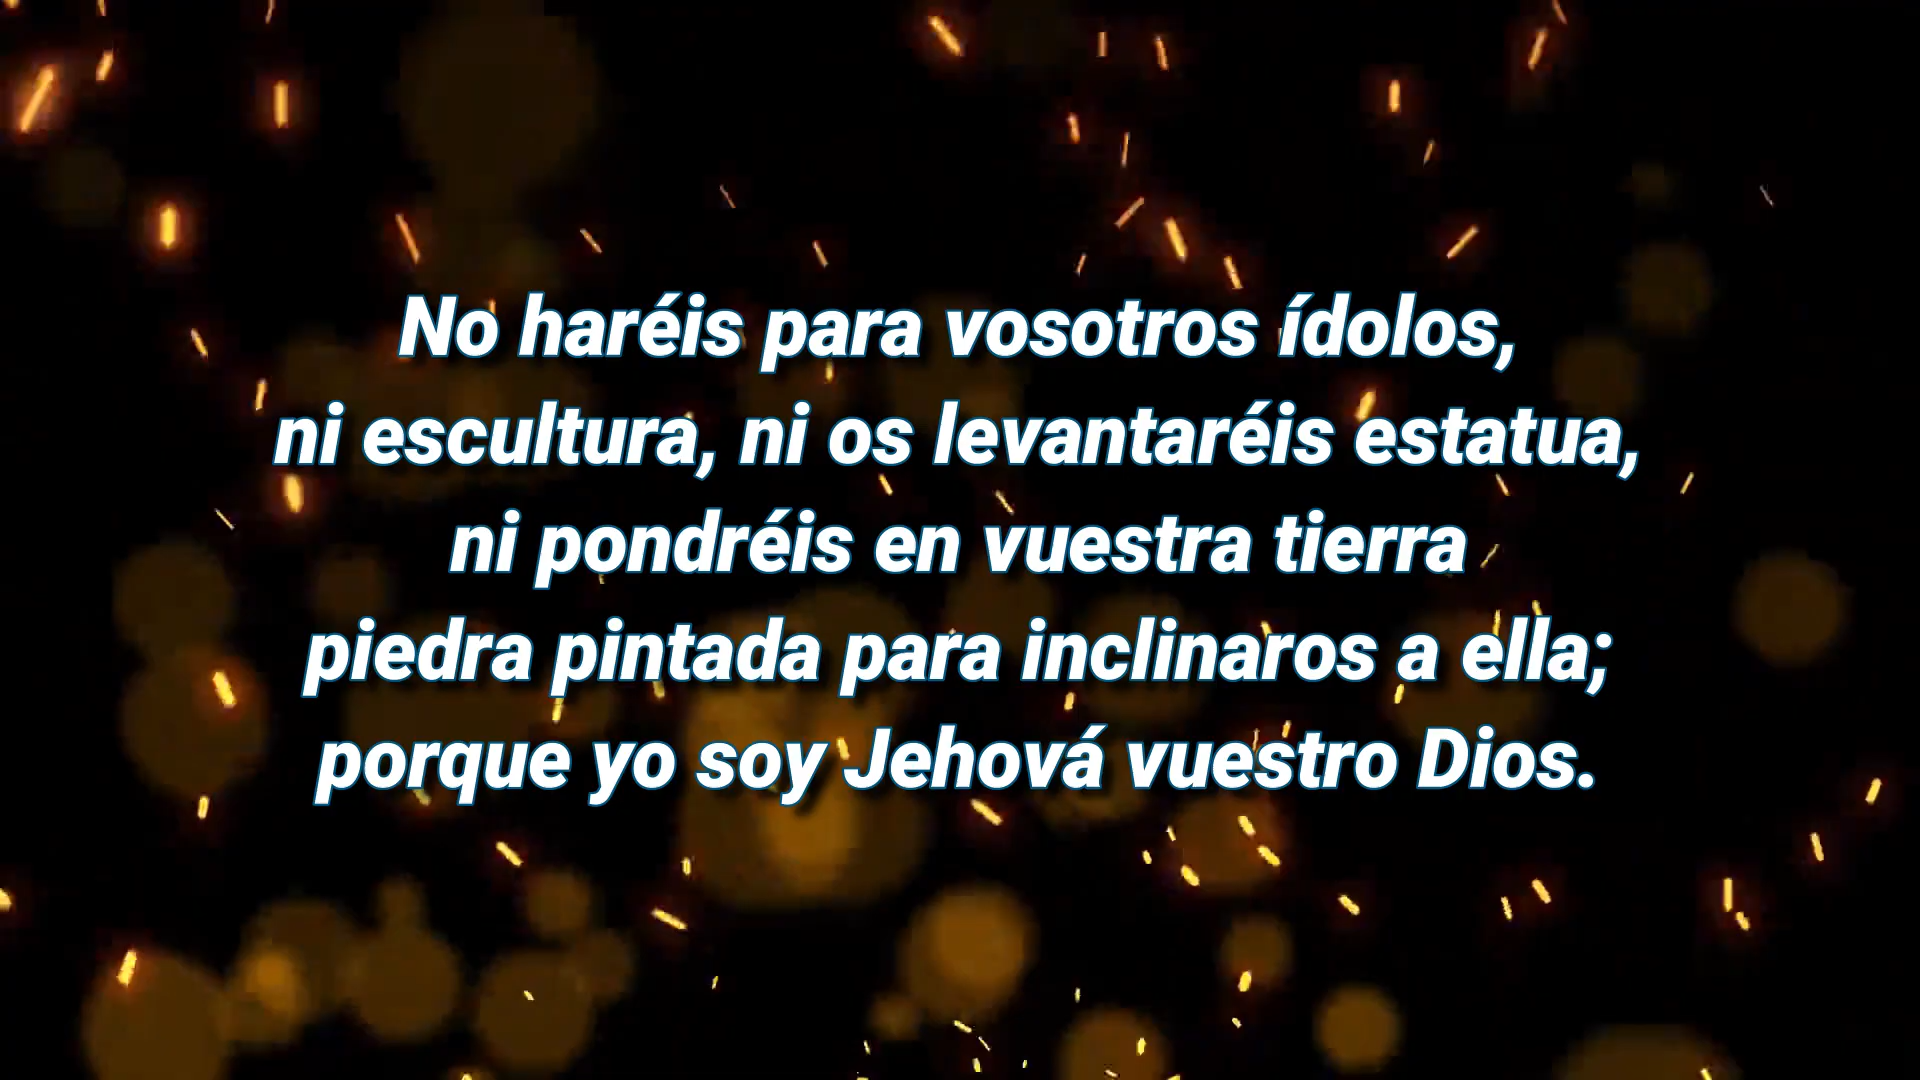 No haréis para vosotros ídolos,
ni escultura, ni os levantaréis estatua,
ni pondréis en vuestra tierra
piedra pintada para inclinaros a ella;
porque yo soy Jehová vuestro Dios.